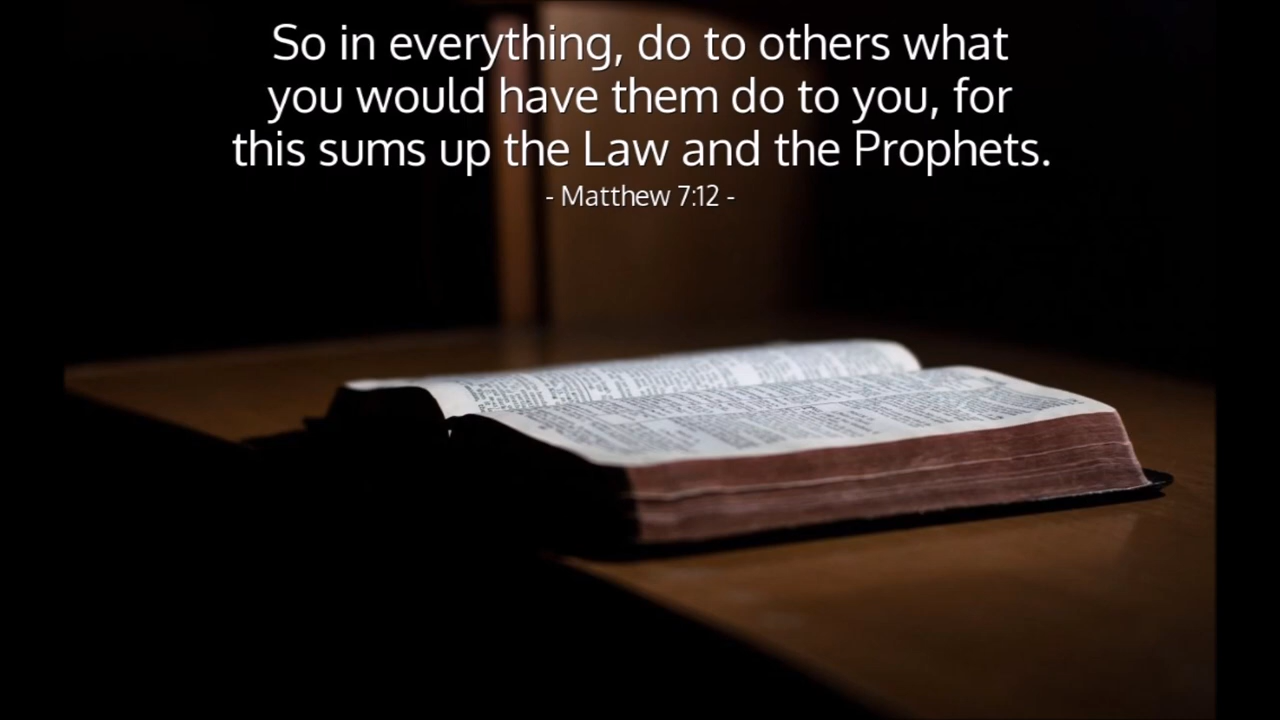 So in everything, do to others what
you would have them do to you, for
this sums up the Law and the Prophets.
- Matthew 7:12 -